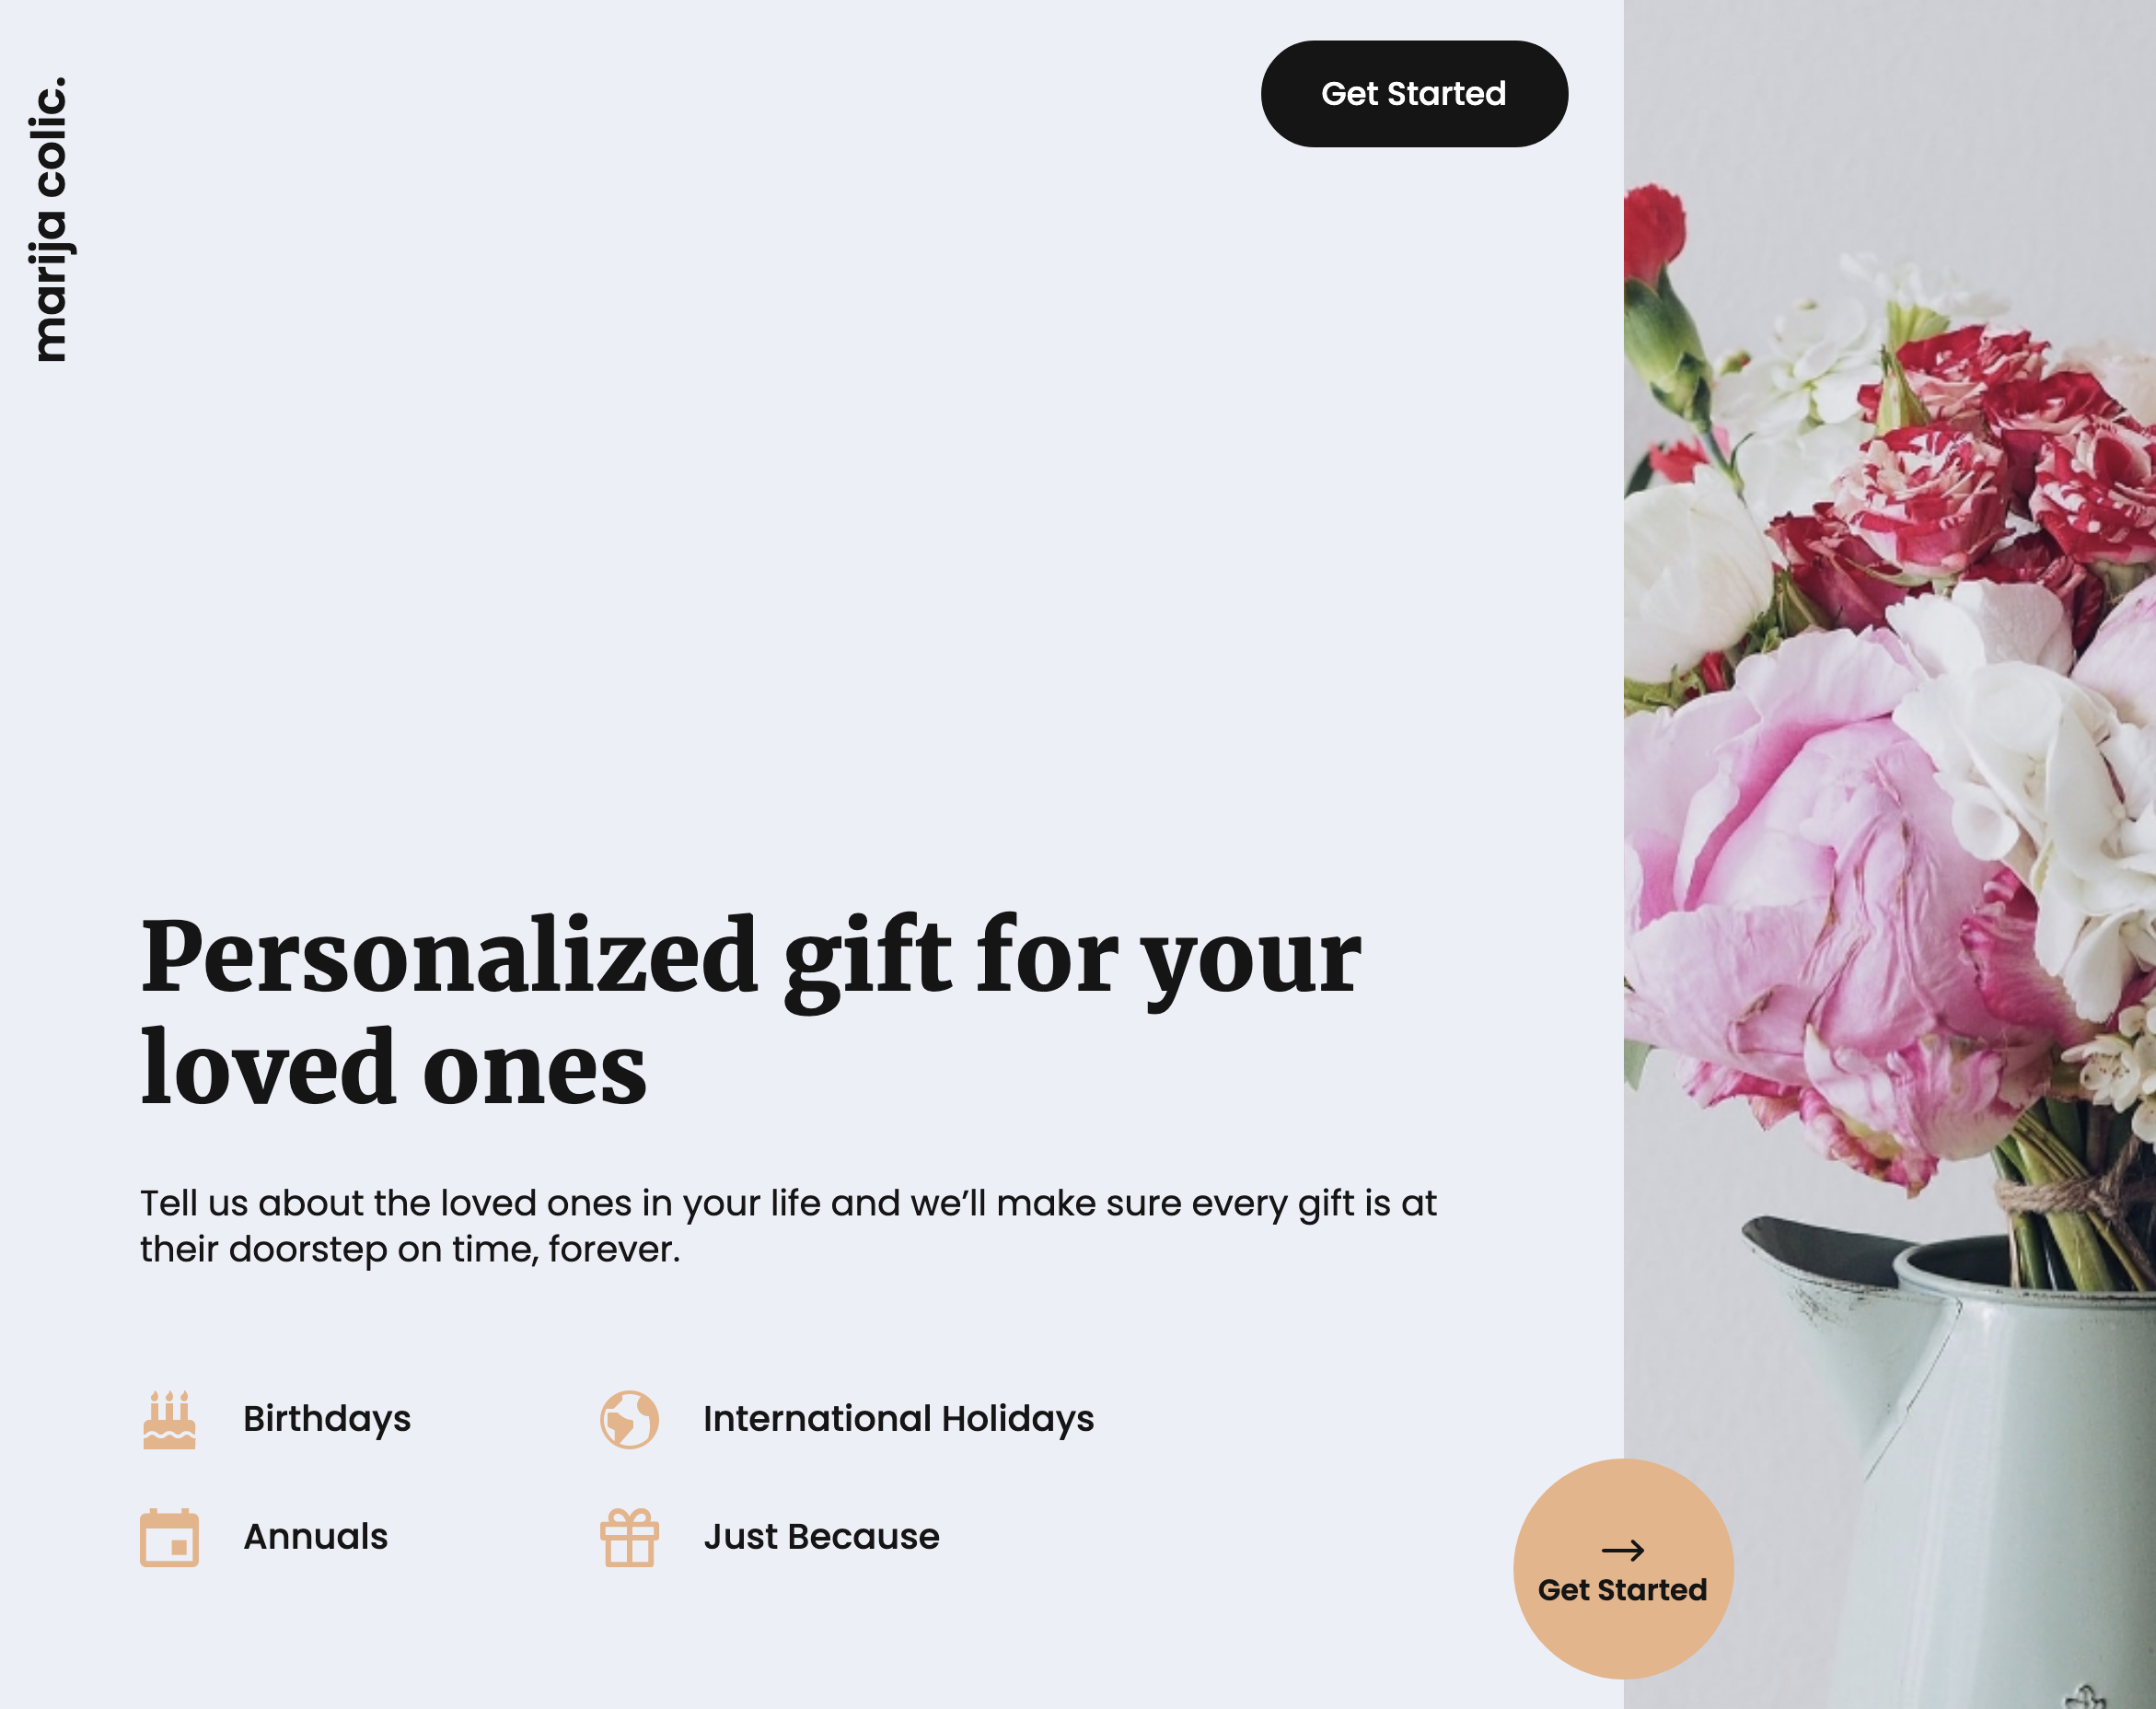 marija colic.
Get Started
Personalized gift for your
loved ones
Tell us about the loved ones in your life and we’ll make sure every gift is at
their doorstep on time, forever.
Birthdays
International Holidays
Annuals
Just Because
Get Started